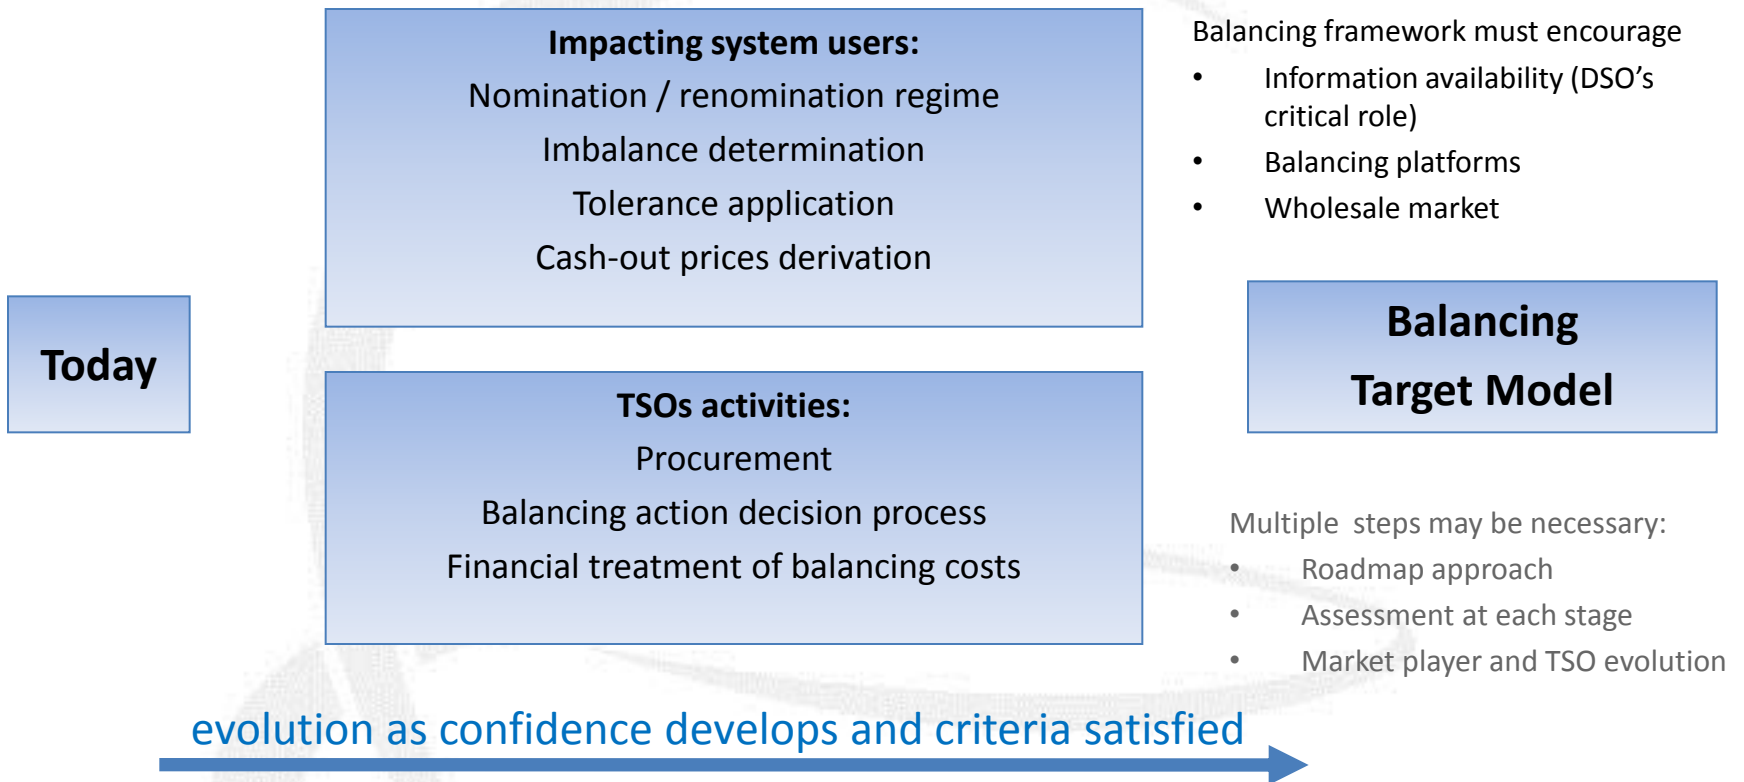 Impacting system users:
Nomination / renomination regime
Imbalance determination
Tolerance application
Cash-out prices derivation
Balancing framework must encourage
• Information availability (DSO's
critical role)
• Balancing platforms
• Wholesale market
Today
Balancing
Target Model
TSOs activities:
Procurement
Balancing action decision process
Financial treatment of balancing costs
Multiple steps may be necessary:
• Roadmap approach
• Assessment at each stage
• Market player and TSO evolution
evolution as confidence develops and criteria satisfied